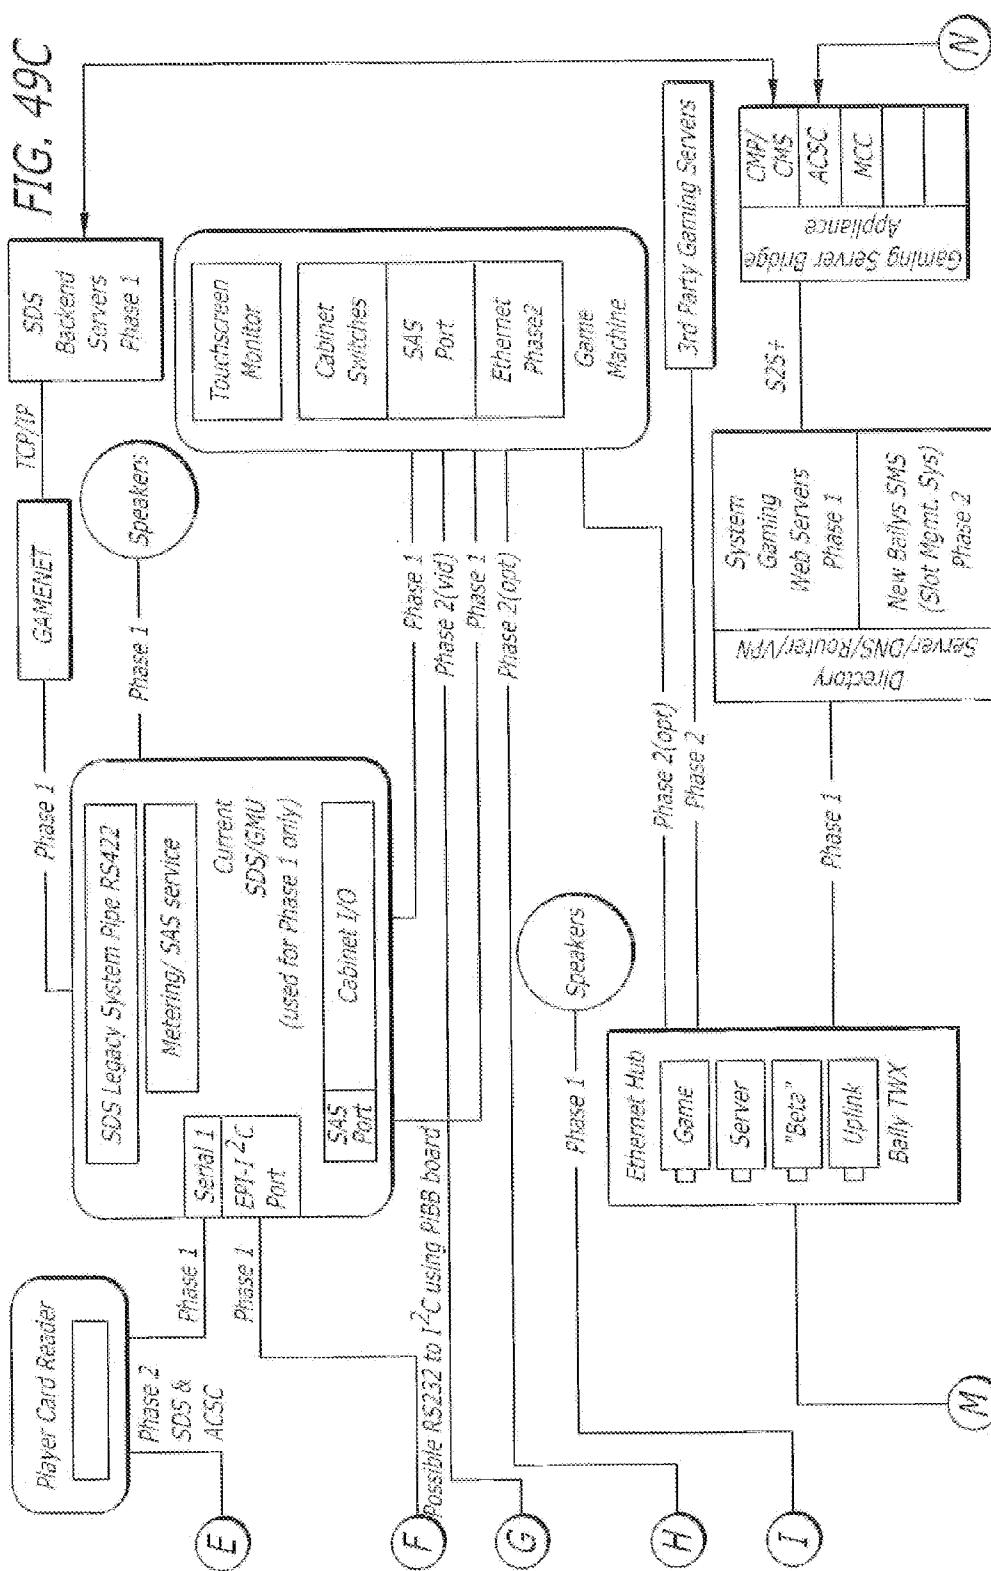 FIG. 49C
Player Card Reader
Phase 2
SDS &
ACSC
Phase 1
Phase 1
Serial 1
EPI-I²C
Port
SDS Legacy System Pipe RS422
Metering/ SAS service
Current
SDS/GMU
(used for Phase 1 only)
SAS
Port
Cabinet I/O
Phase 1
GAMENET
TCP/IP
SDS
Backend
Servers
Phase 1
Phase 1
Speakers
Touchscreen
Monitor
Cabinet
Switches
SAS
Port
Ethernet
Phase2
Game
Machine
Phase 1
Phase 2(vid)
Phase 1
Phase 2(opt)
Possible RS232 to I²C using PIBB board
E
F
G
H
I
M
N
Phase 1
Speakers
Phase 2(opt)
Phase 2
3rd Party Gaming Servers
Ethernet Hub
Game
Server
"Beta"
Uplink
Bally TWX
Phase 1
Directory
Server/DNS/Router/VPN
System
Gaming
Web Servers
Phase 1
New Ballys SMS
(Slot Mgmt. Sys)
Phase 2
S2S+
Gaming Server Bridge
Appliance
CMP/
CMS
ACSC
MCC